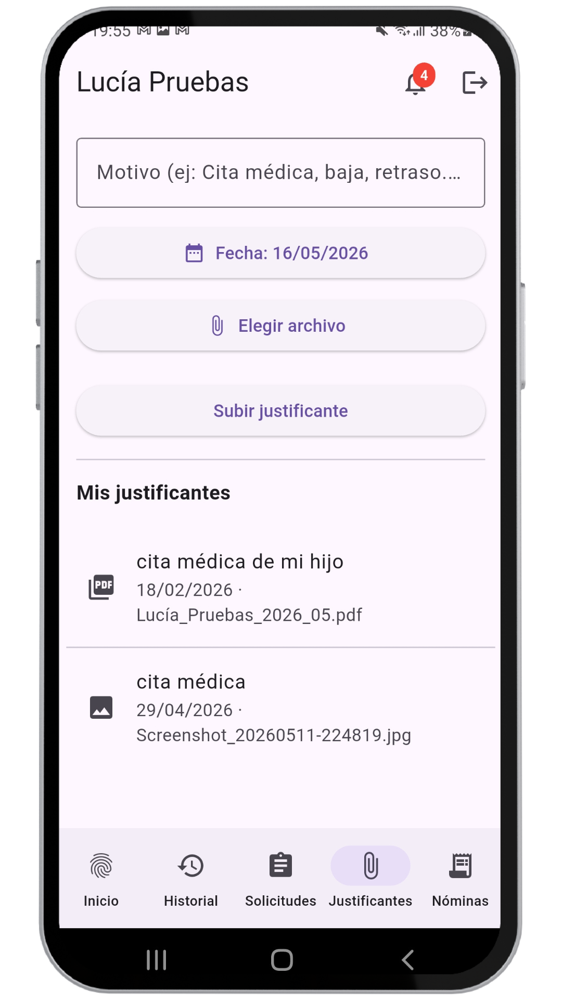 19:55 38%
Lucía Pruebas
4
Motivo (ej: Cita médica, baja, retraso....
Fecha: 16/05/2026
Elegir archivo
Subir justificante
Mis justificantes
cita médica de mi hijo
PDF
18/02/2026 ·
Lucía_Pruebas_2026_05.pdf
cita médica
29/04/2026 ·
Screenshot_20260511-224819.jpg
Inicio Historial Solicitudes Justificantes Nóminas